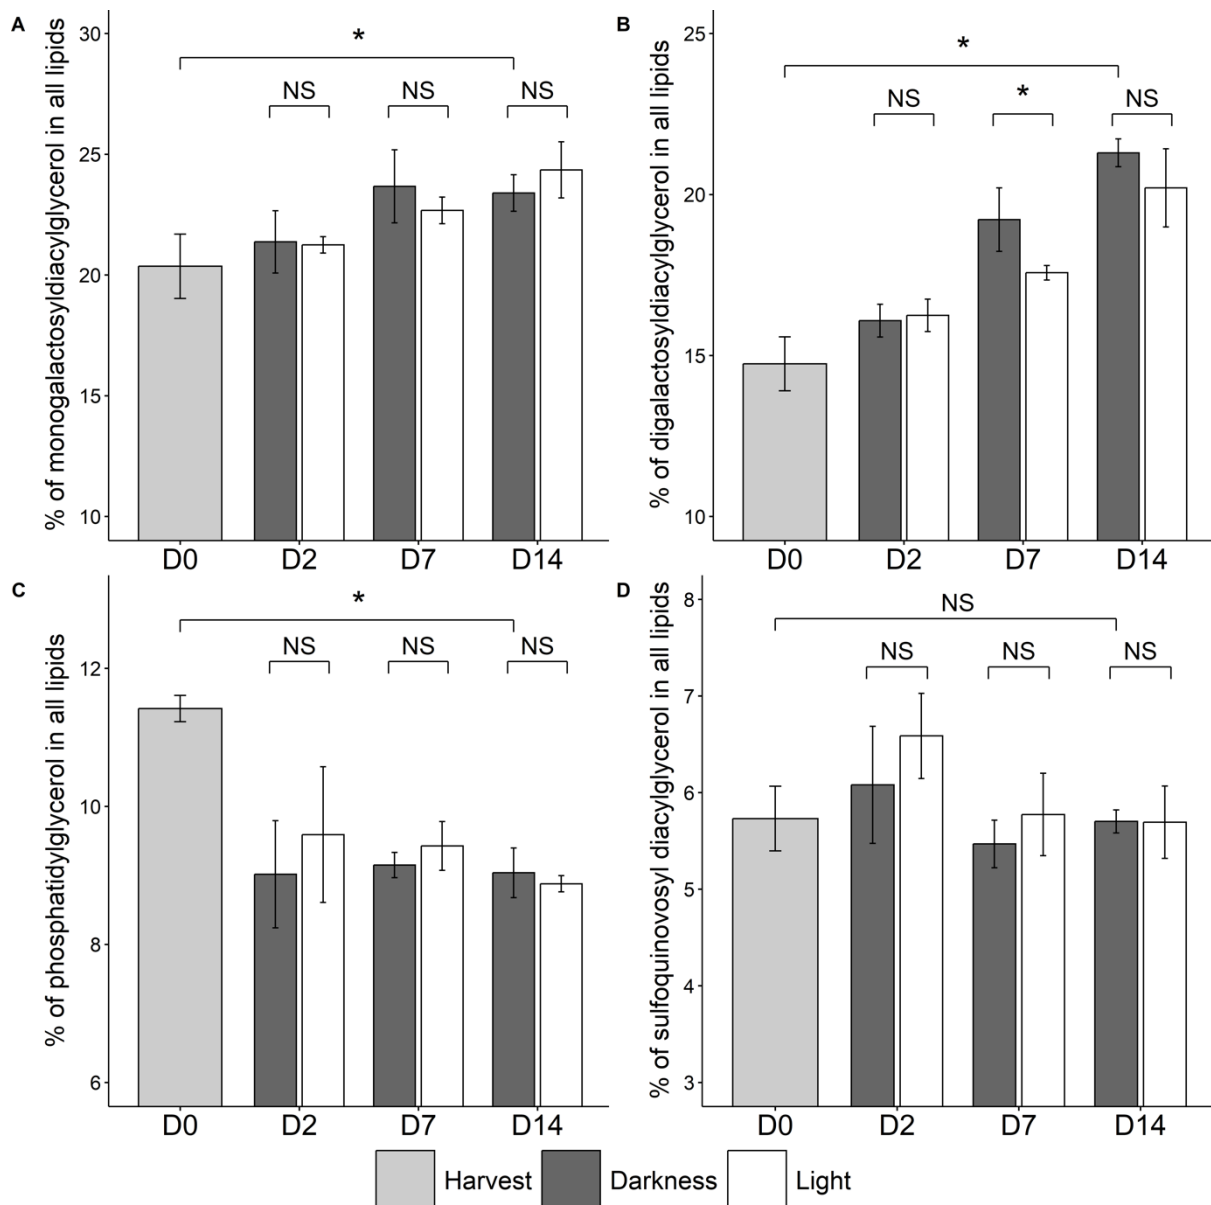 A
% of monogalactosyldiacylglycerol in all lipids
30
25
20
15
10
*
NS
NS
NS
D0
D2
D7
D14
B
% of digalactosyldiacylglycerol in all lipids
25
20
15
10
*
NS
*
NS
D0
D2
D7
D14
C
% of phosphatidylglycerol in all lipids
12
10
8
6
*
NS
NS
NS
D0
D2
D7
D14
D
% of sulfoquinovosyl diacylglycerol in all lipids
8
7
6
5
4
3
NS
NS
NS
NS
D0
D2
D7
D14
Harvest
Darkness
Light